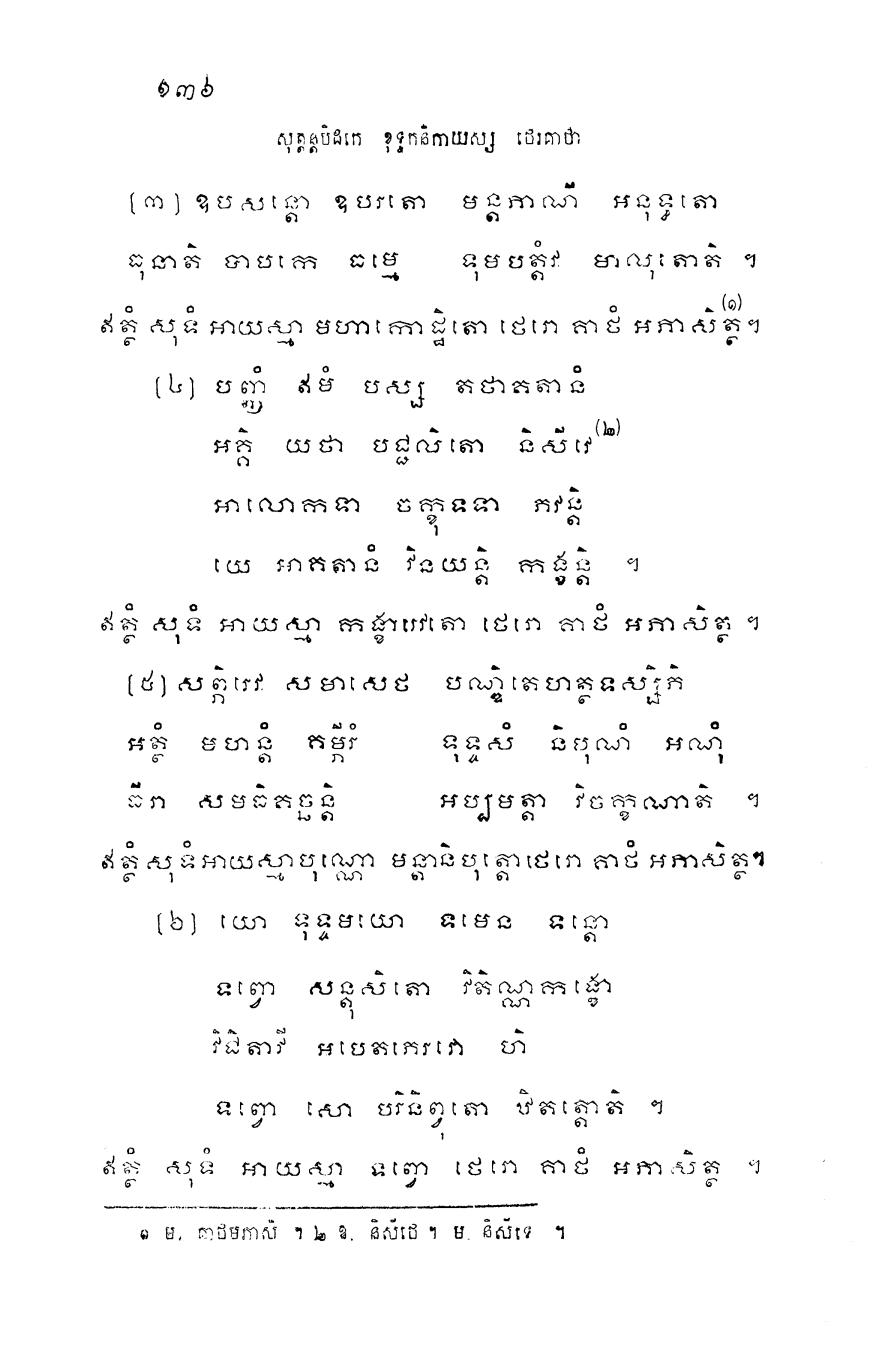 ១៣៦
សុត្តន្តបិដកេ ខុទ្ទកនិកាយស្ស ថេរគាថា
(៣) ឧបសន្តោ ឧបរតោ មន្តភាណី អនុទ្ធតោ
ធុនាតិ បាបកេ ធម្មេ ទុមបត្តំវ មាលុតោតិ ។
ឥត្ថំ សុទំ អាយស្មា មហាកោដ្ឋិតោ ថេរោ គាថំ អភាសិត្ថ(១)។
(៤) បញ្ញំ ឥមំ បស្ស តថាគតានំ
អគ្គិ យថា បជ្ជលិតោ និសីវេ(២)
អាលោកទា ចក្ខុទទា ភវន្តិ
យេ អាគតានំ វិនយន្តិ កង្ខន្តិ ។
ឥត្ថំ សុទំ អាយស្មា កង្ខារេវតោ ថេរោ គាថំ អភាសិត្ថ ។
(៥) សព្ភិរេវ សមាសេថ បណ្ឌិតេហត្ថទស្សិភិ
អត្ថំ មហន្តំ គម្ភីរំ ទុទ្ទសំ និបុណំ អណុំ
ធីរា សមធិគច្ឆន្តិ អប្បមត្តា វិចក្ខណាតិ ។
ឥត្ថំ សុទំ អាយស្មា បុណ្ណោ មន្តានិបុត្តោ ថេរោ គាថំ អភាសិត្ថ។
(៦) យោ ទុទ្ទមយោ ទមេន ទន្តោ
ទព្វោ សន្តុសិតោ វិតិណ្ណកង្ខោ
វិជិតាវី អបេតភេរវោ ហិ
ទព្វោ សោ បរិនិព្វុតោ ឋិតត្តោតិ ។
ឥត្ថំ សុទំ អាយស្មា ទព្វោ ថេរោ គាថំ អភាសិត្ថ ។
១ ម. គាថមភាសិ ។ ២ ឱ. និសីថេ ។ ម. និសីទេ ។